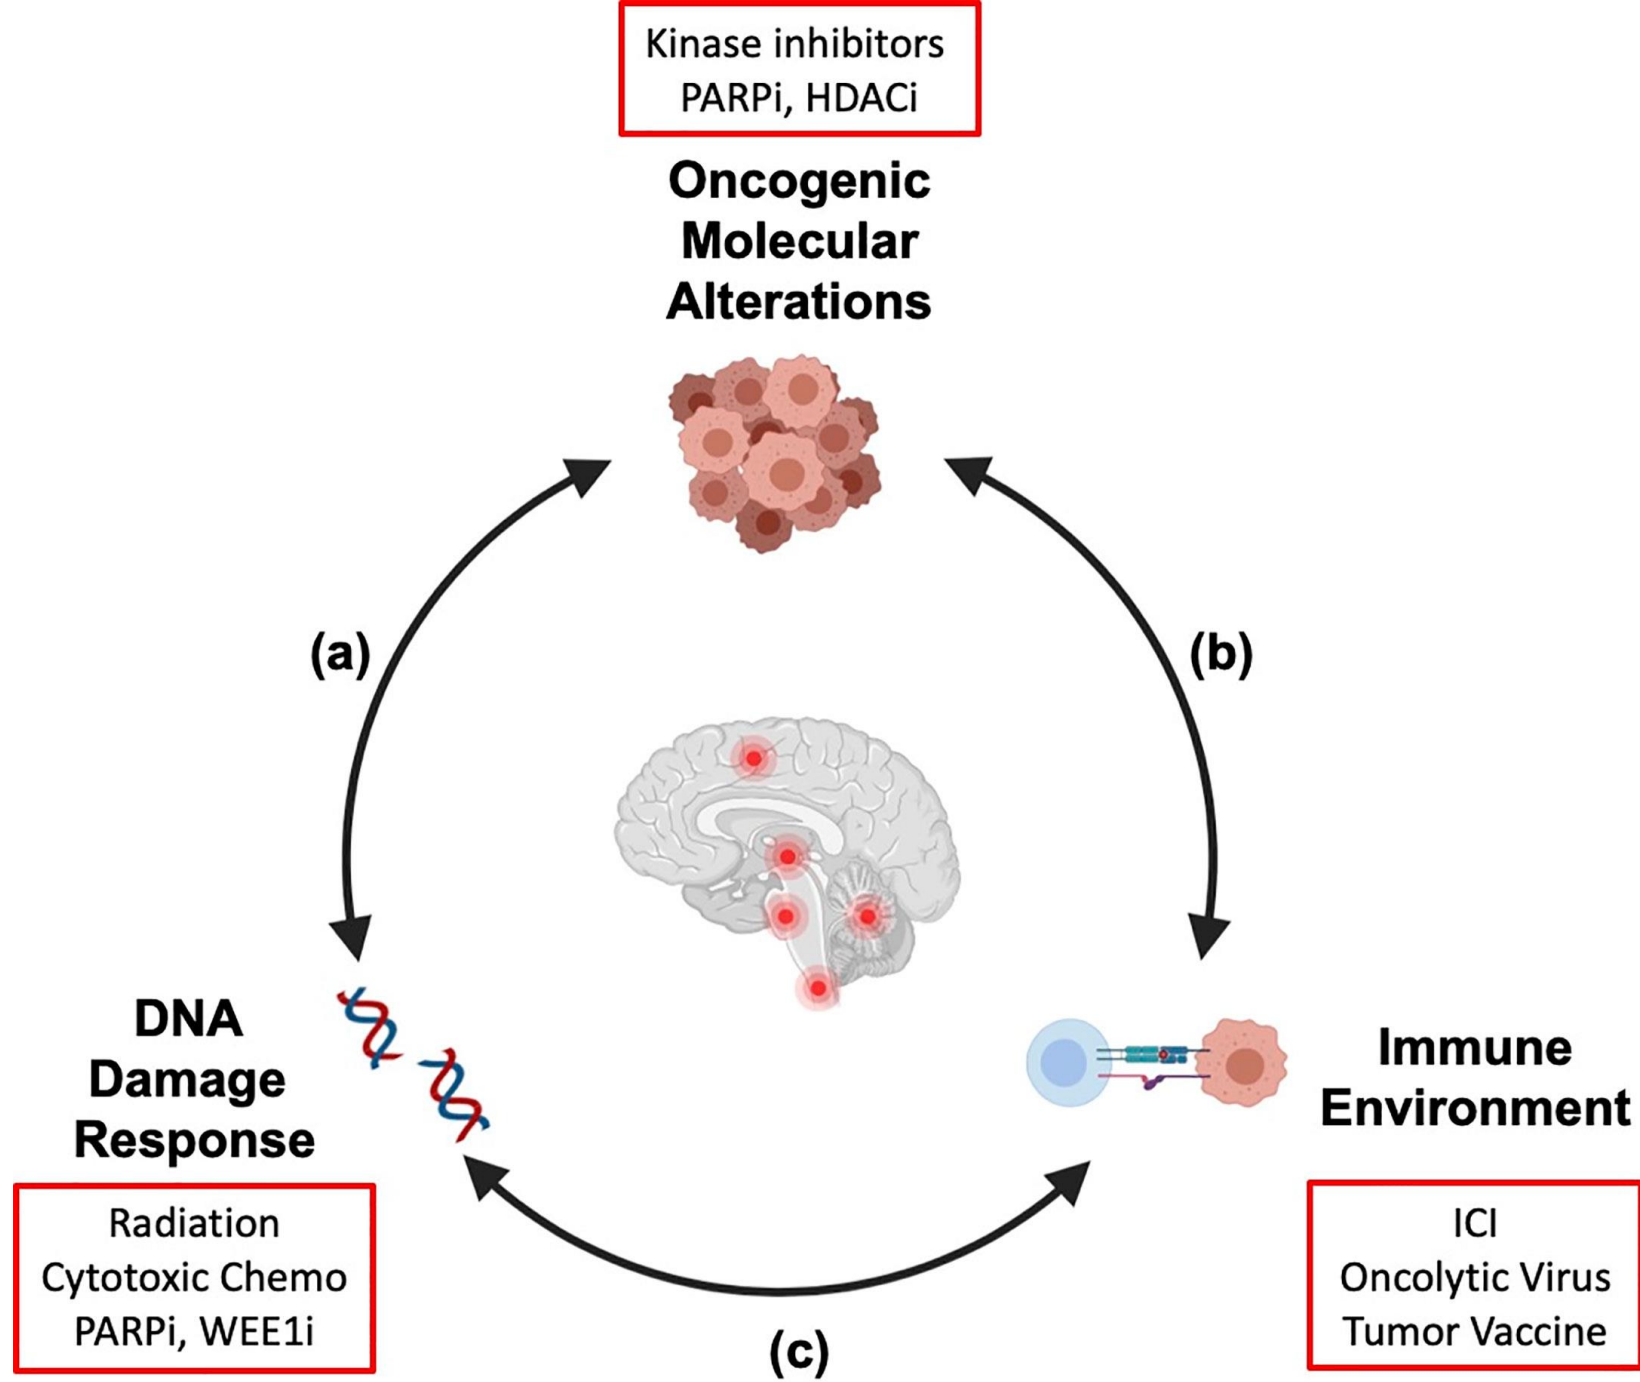 Kinase inhibitors
PARPi, HDACi
Oncogenic
Molecular
Alterations
(a)
(b)
DNA
Damage
Response
Radiation
Cytotoxic Chemo
PARPi, WEE1i
Immune
Environment
ICI
Oncolytic Virus
Tumor Vaccine
(c)